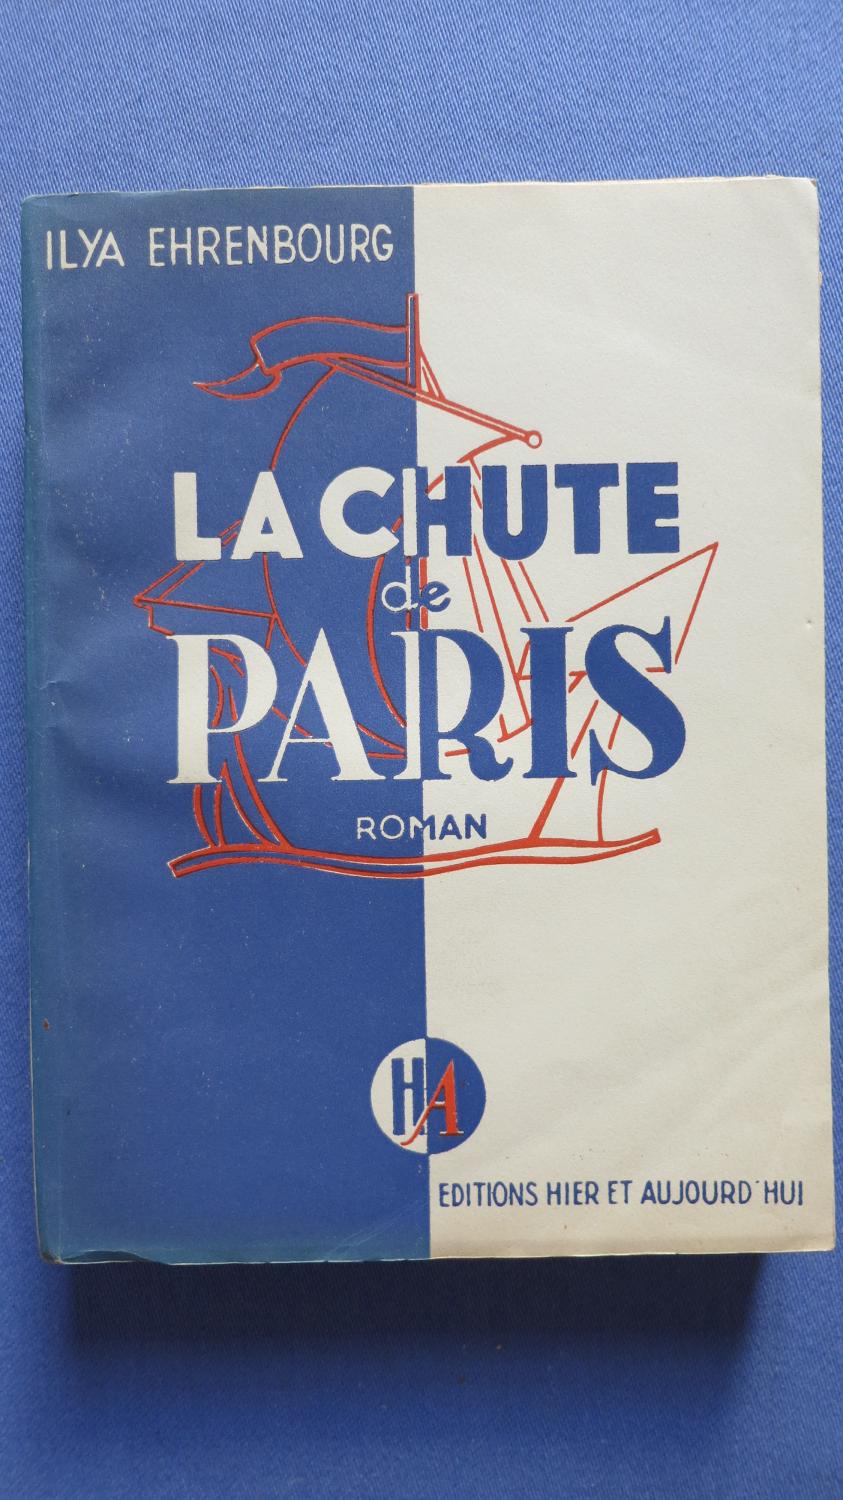 ILYA EHRENBOURG
LA CHUTE
de
PARIS
ROMAN
HA
EDITIONS HIER ET AUJOURD'HUI